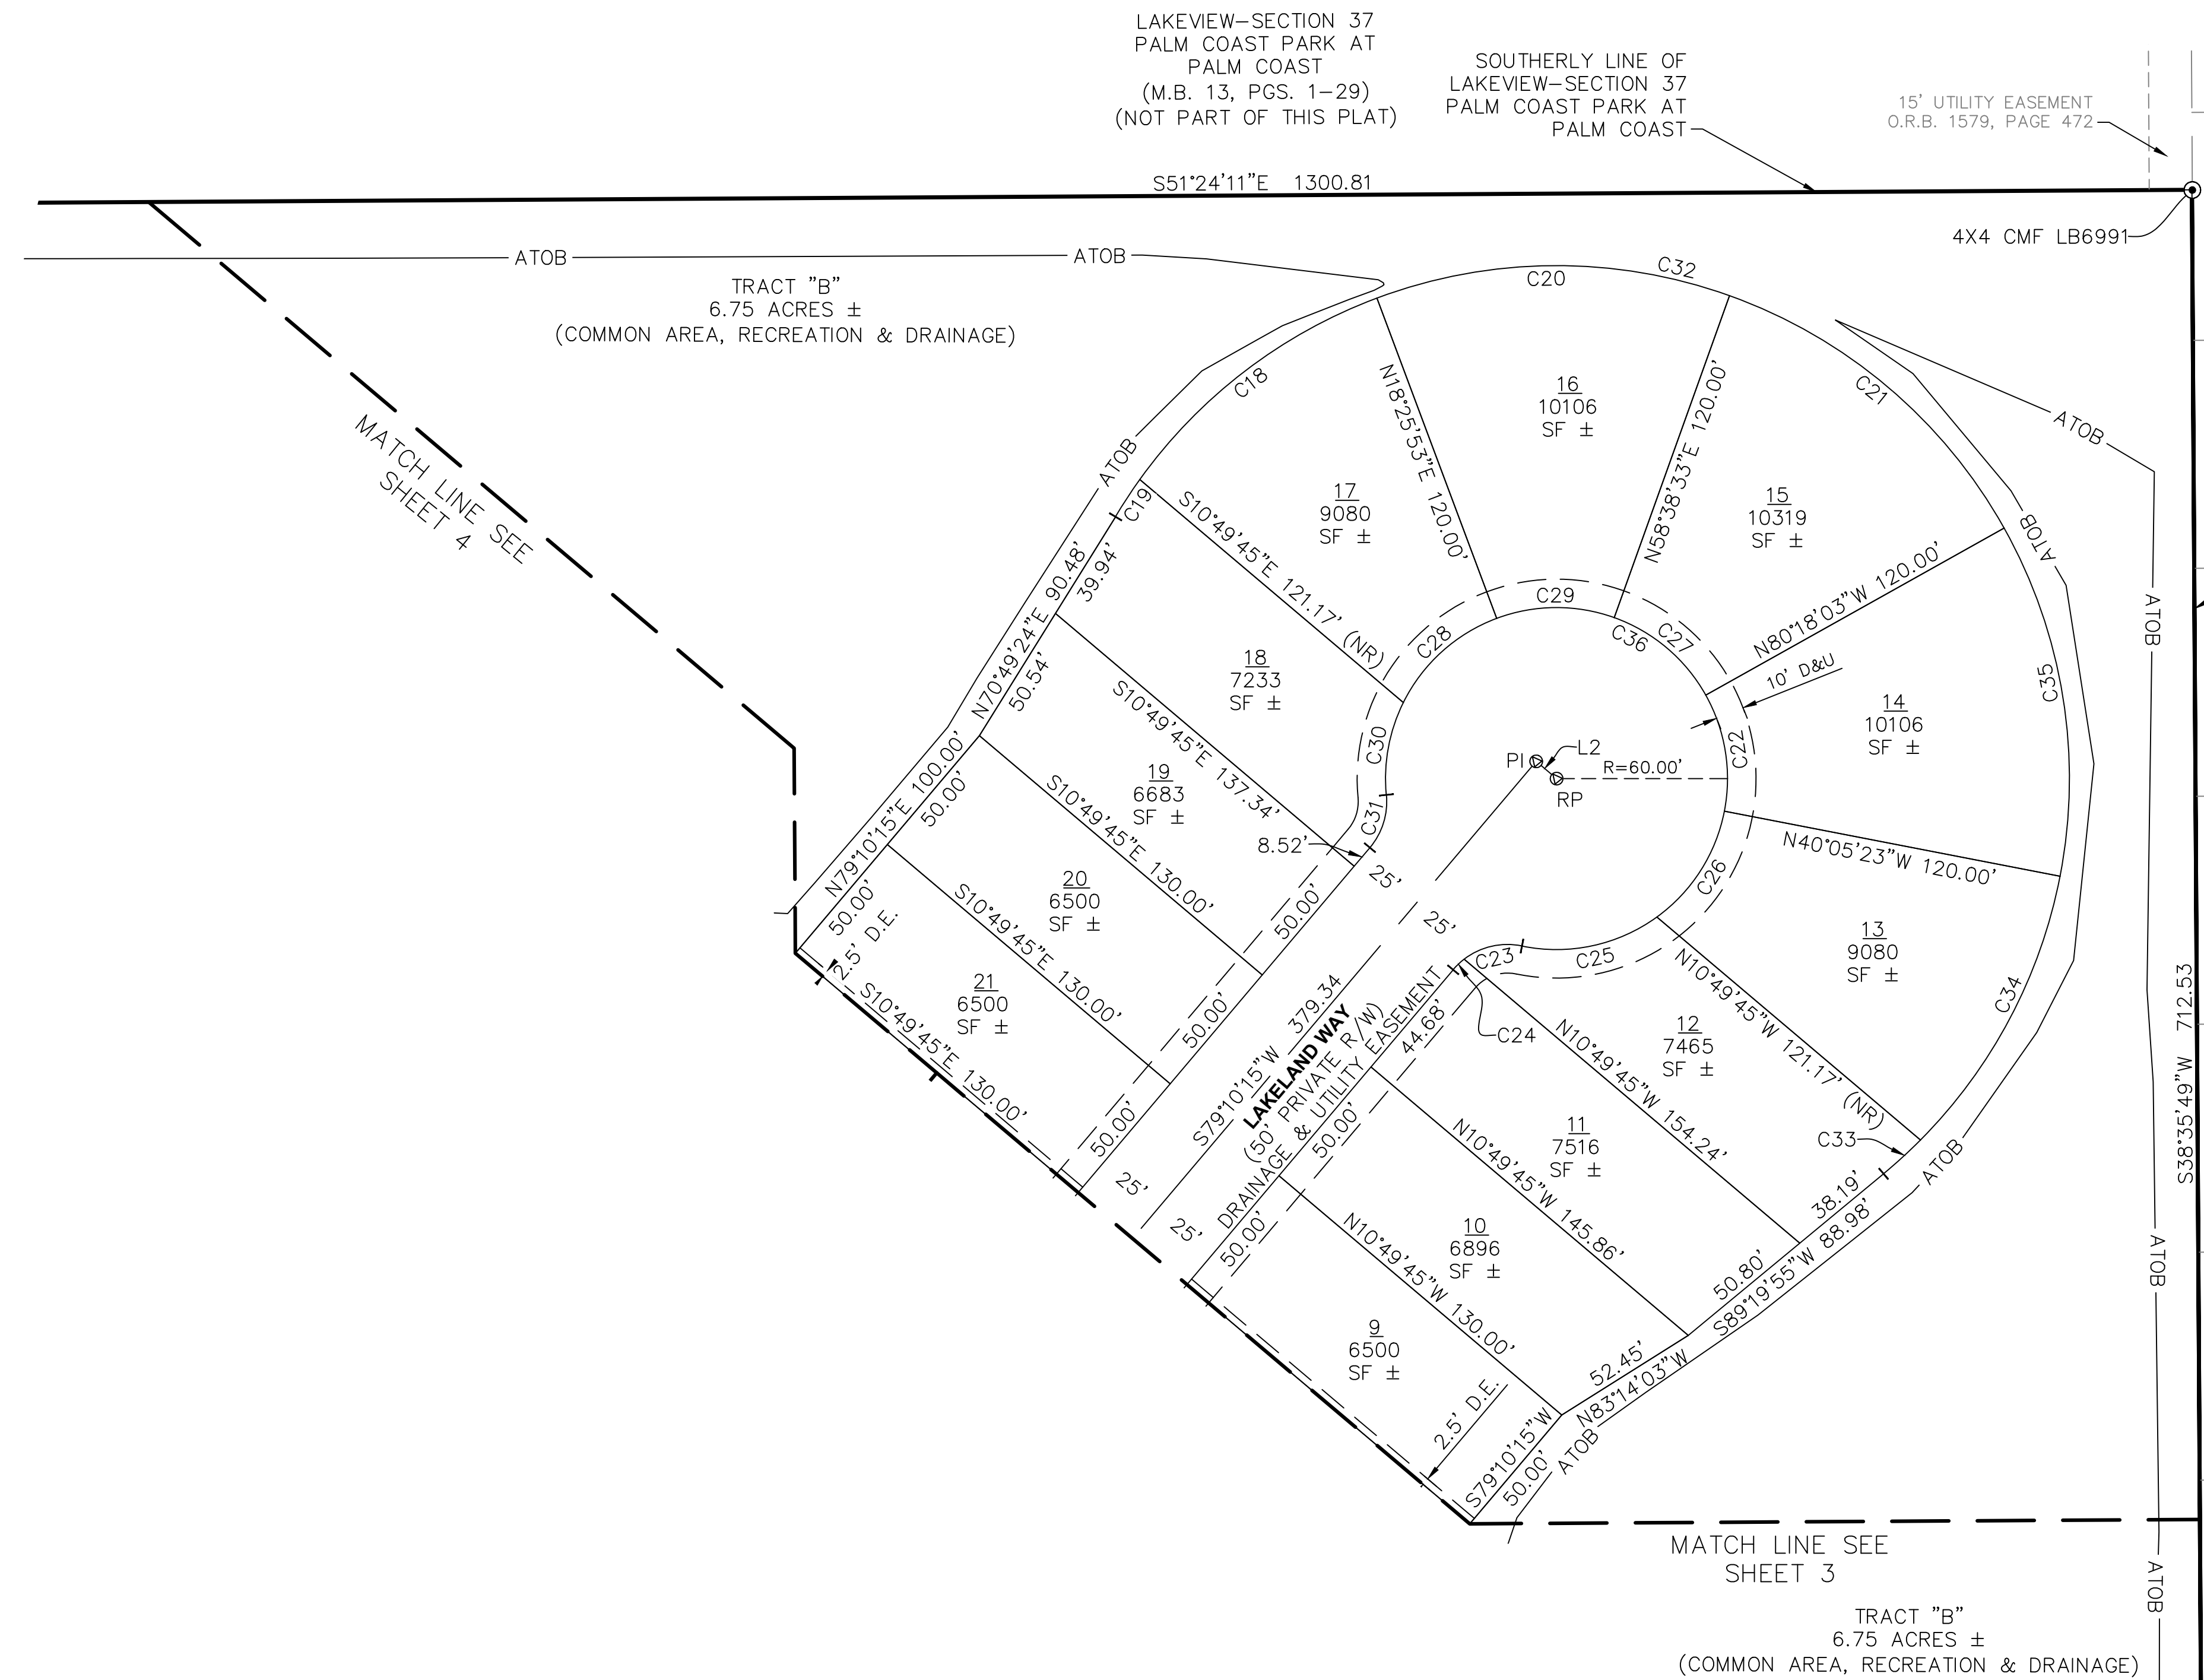 LAKEVIEW–SECTION 37
PALM COAST PARK AT
PALM COAST
(M.B. 13, PGS. 1–29)
(NOT PART OF THIS PLAT)
SOUTHERLY LINE OF
LAKEVIEW–SECTION 37
PALM COAST PARK AT
PALM COAST
15' UTILITY EASEMENT
O.R.B. 1579, PAGE 472
S51°24'11"E 1300.81
4X4 CMF LB6991
ATOB
ATOB
TRACT "B"
6.75 ACRES ±
(COMMON AREA, RECREATION & DRAINAGE)
MATCH LINE SEE
SHEET 4
C20
C32
C18
C21
C19
ATOB
ATOB
ATOB
ATOB
16
10106
SF ±
N18°25'53"E 120.00'
N58°38'33"E 120.00'
17
9080
SF ±
15
10319
SF ±
S10°49'45"E 121.17' (NR)
N80°18'03"W 120.00'
C29
C28
C36
C27
10' D&U
C35
N70°49'24"E 90.48'
39.94'
50.54'
18
7233
SF ±
14
10106
SF ±
S10°49'45"E 137.34'
C30
C22
PI
L2
R=60.00'
RP
19
6683
SF ±
N79°10'15"E 100.00'
50.00'
S10°49'45"E 130.00'
C31
8.52'
25'
25'
N40°05'23"W 120.00'
C26
20
6500
SF ±
50.00'
2.5' D.E.
S10°49'45"E 130.00'
50.00'
C23
C25
13
9080
SF ±
N10°49'45"W 121.17' (NR)
C34
21
6500
SF ±
S10°49'45"E 130.00'
50.00'
50.00'
25'
25'
S79°10'15"W 379.34
LAKELAND WAY
(50' PRIVATE R/W)
DRAINAGE & UTILITY EASEMENT
44.68'
C24
12
7465
SF ±
N10°49'45"W 154.24'
C33
ATOB
S38°35'49"W 712.53
50.00'
11
7516
SF ±
N10°49'45"W 145.86'
38.19'
50.80'
S89°19'55"W 88.98'
50.00'
10
6896
SF ±
N10°49'45"W 130.00'
52.45'
N83°14'03"W
ATOB
ATOB
9
6500
SF ±
2.5' D.E.
S79°10'15"W
50.00'
MATCH LINE SEE
SHEET 3
ATOB
TRACT "B"
6.75 ACRES ±
(COMMON AREA, RECREATION & DRAINAGE)